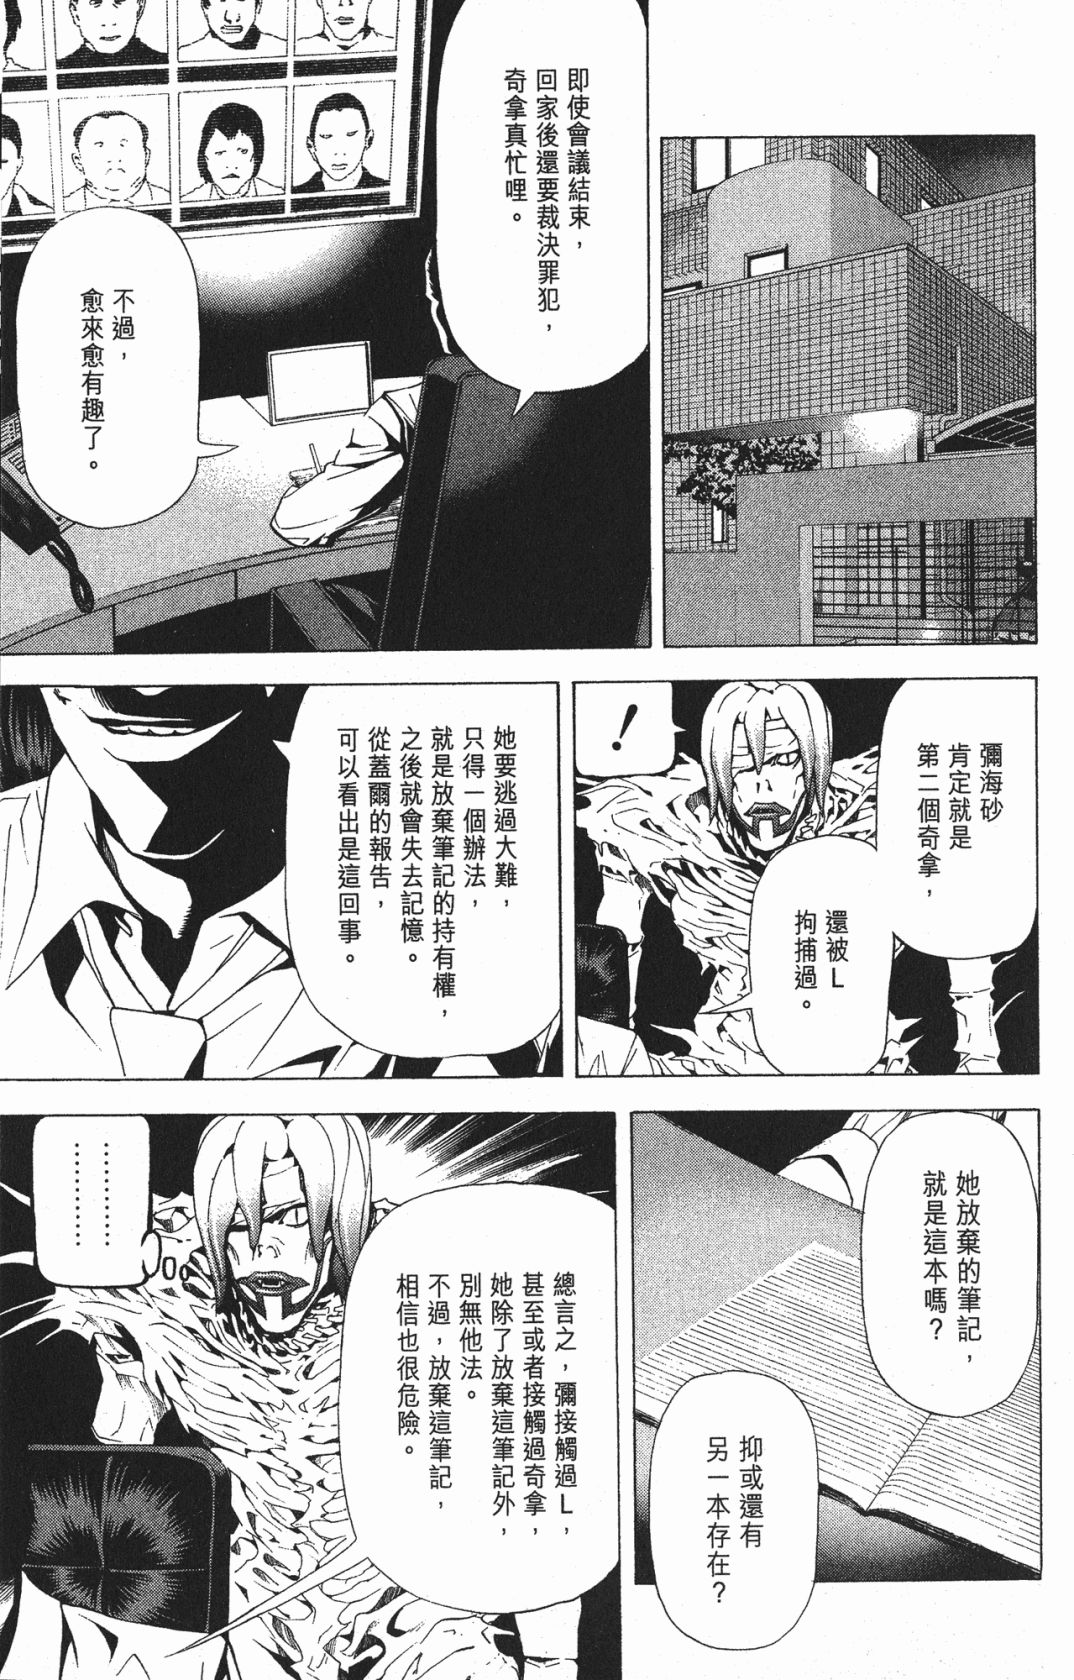 即使會議結束，
回家後還要裁決罪犯，
奇拿真忙哩。
不過，
愈來愈有趣了。
彌海砂
肯定就是
第二個奇拿，
還被L
拘捕過。
！
她要逃過大難，
只得一個辦法，
就是放棄筆記的持有權，
之後就會失去記憶。
從蓋爾的報告，
可以看出是這回事。
她放棄的筆記，
就是這本嗎？
抑或還有
另一本存在？
總言之，彌接觸過L，
甚至或者接觸過奇拿，
她除了放棄這筆記外，
別無他法。
不過，放棄這筆記，
相信也很危險。
………
………